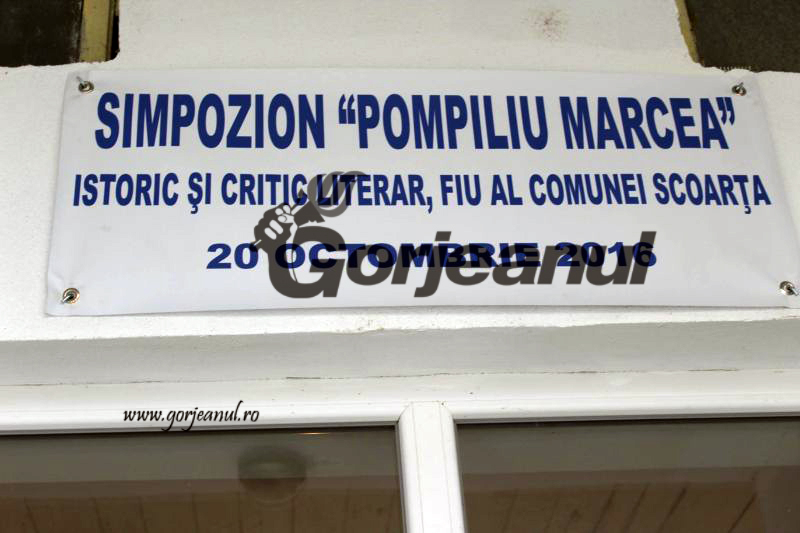 SIMPOZION “POMPILIU MARCEA”
ISTORIC ŞI CRITIC LITERAR, FIU AL COMUNEI SCOARŢA
20 OCTOMBRIE 2016
Gorjeanul
www.gorjeanul.ro